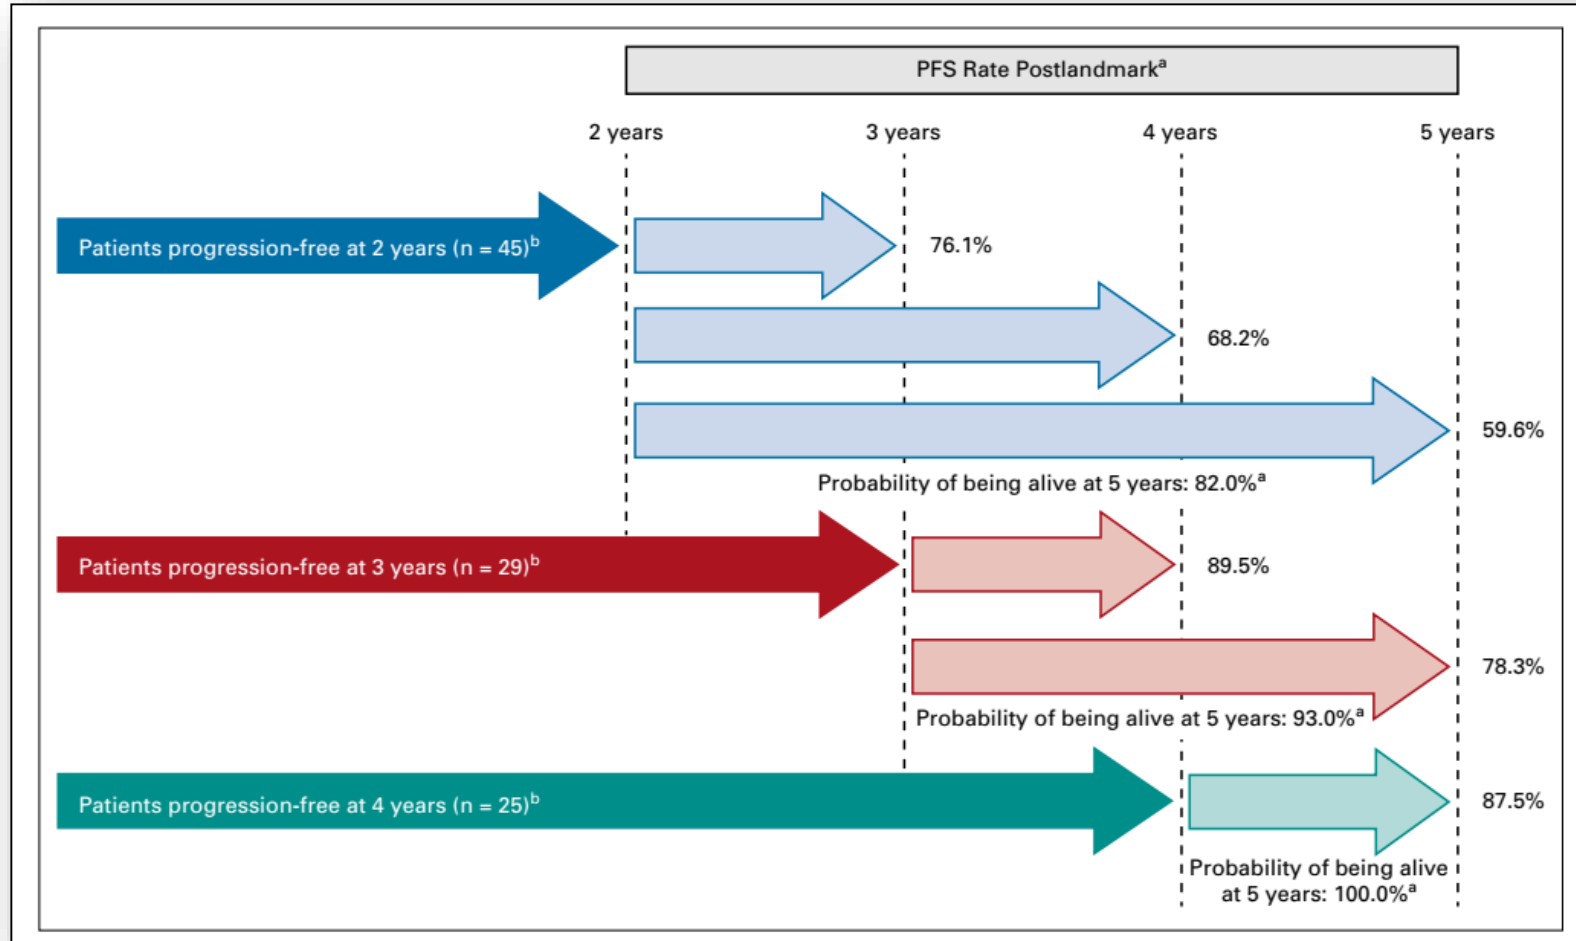 PFS Rate Postlandmarkᵃ
2 years 3 years 4 years 5 years
Patients progression-free at 2 years (n = 45)ᵇ
76.1%
68.2%
59.6%
Probability of being alive at 5 years: 82.0%ᵃ
Patients progression-free at 3 years (n = 29)ᵇ
89.5%
78.3%
Probability of being alive at 5 years: 93.0%ᵃ
Patients progression-free at 4 years (n = 25)ᵇ
87.5%
Probability of being alive
at 5 years: 100.0%ᵃ